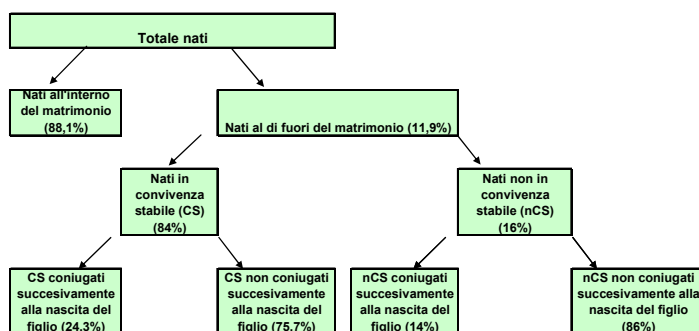 Totale nati
Nati all'interno
del matrimonio
(88,1%)
Nati al di fuori del matrimonio (11,9%)
Nati in
convivenza
stabile (CS)
(84%)
Nati non in
convivenza
stabile (nCS)
(16%)
CS coniugati
succesivamente
alla nascita del
figlio (24,3%)
CS non coniugati
succesivamente
alla nascita del
figlio (75,7%)
nCS coniugati
succesivamente
alla nascita del
figlio (14%)
nCS non coniugati
succesivamente alla
nascita del figlio
(86%)